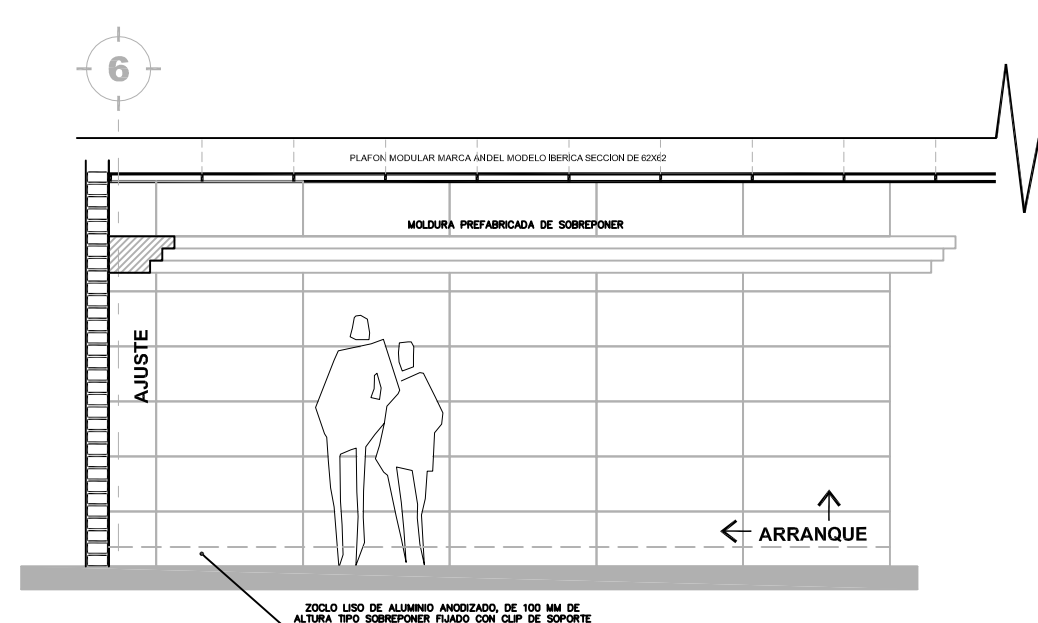 6
PLAFON MODULAR MARCA ANDEL MODELO IBERICA SECCION DE 62X62
MOLDURA PREFABRICADA DE SOBREPONER
AJUSTE
ARRANQUE
ZOCLO LISO DE ALUMINIO ANODIZADO, DE 100 MM DE
ALTURA TIPO SOBREPONER FIJADO CON CLIP DE SOPORTE